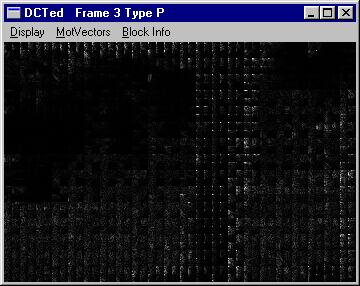 DCTed Frame 3 Type P
Display MotVectors Block Info